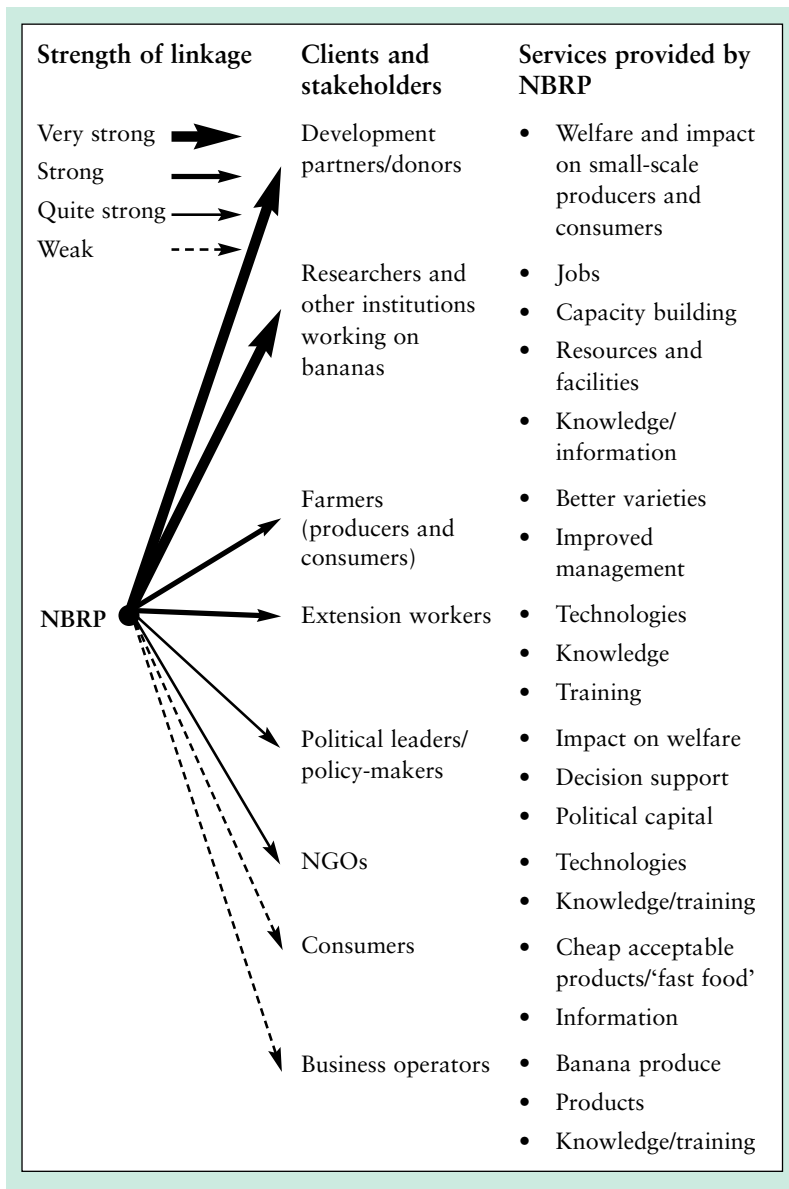 Strength of linkage
Clients and
stakeholders
Services provided by
NBRP
Very strong
Strong
Quite strong
Weak
Development
partners/donors
• Welfare and impact
on small-scale
producers and
consumers
Researchers and
other institutions
working on
bananas
• Jobs
• Capacity building
• Resources and
facilities
• Knowledge/
information
Farmers
(producers and
consumers)
• Better varieties
• Improved
management
NBRP
Extension workers
• Technologies
• Knowledge
• Training
Political leaders/
policy-makers
• Impact on welfare
• Decision support
• Political capital
NGOs
• Technologies
• Knowledge/training
Consumers
• Cheap acceptable
products/‘fast food’
• Information
Business operators
• Banana produce
• Products
• Knowledge/training